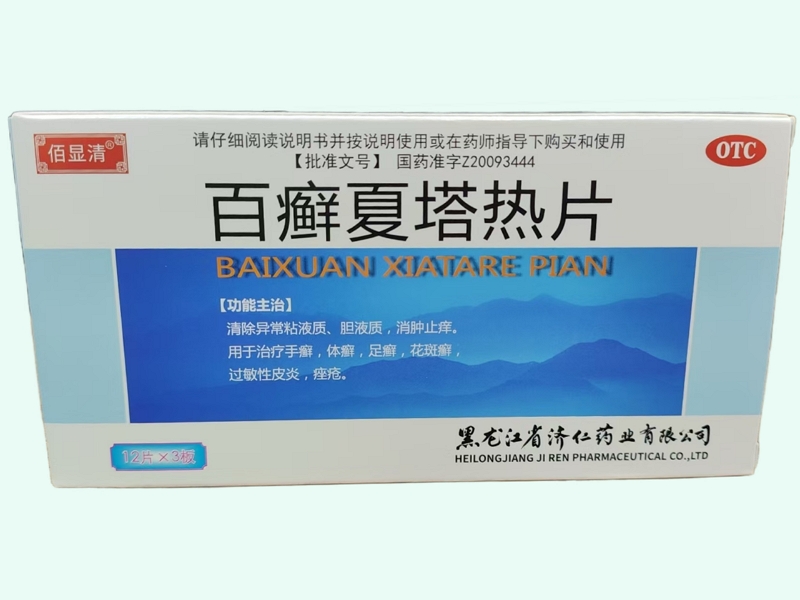 佰显清®
请仔细阅读说明书并按说明使用或在药师指导下购买和使用
【批准文号】 国药准字Z20093444
OTC
百癣夏塔热片
BAIXUAN XIATARE PIAN
【功能主治】
清除异常粘液质、胆液质，消肿止痒。
用于治疗手癣，体癣，足癣，花斑癣，
过敏性皮炎，痤疮。
12片×3板
黑龙江省济仁药业有限公司
HEILONGJIANG JI REN PHARMACEUTICAL CO.,LTD